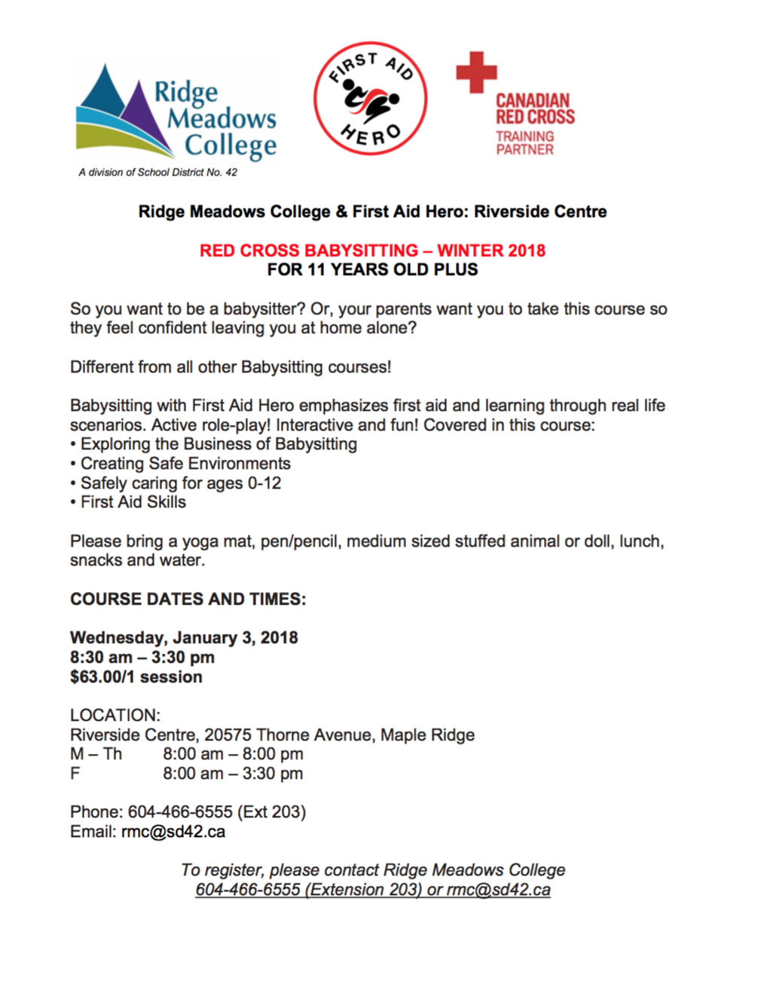 Ridge
Meadows
College
A division of School District No. 42
FIRST AID
HERO
CANADIAN
RED CROSS
TRAINING
PARTNER
Ridge Meadows College & First Aid Hero: Riverside Centre
RED CROSS BABYSITTING – WINTER 2018
FOR 11 YEARS OLD PLUS
So you want to be a babysitter? Or, your parents want you to take this course so
they feel confident leaving you at home alone?
Different from all other Babysitting courses!
Babysitting with First Aid Hero emphasizes first aid and learning through real life
scenarios. Active role-play! Interactive and fun! Covered in this course:
• Exploring the Business of Babysitting
• Creating Safe Environments
• Safely caring for ages 0-12
• First Aid Skills
Please bring a yoga mat, pen/pencil, medium sized stuffed animal or doll, lunch,
snacks and water.
COURSE DATES AND TIMES:
Wednesday, January 3, 2018
8:30 am – 3:30 pm
$63.00/1 session
LOCATION:
Riverside Centre, 20575 Thorne Avenue, Maple Ridge
M – Th 8:00 am – 8:00 pm
F 8:00 am – 3:30 pm
Phone: 604-466-6555 (Ext 203)
Email: rmc@sd42.ca
To register, please contact Ridge Meadows College
604-466-6555 (Extension 203) or rmc@sd42.ca